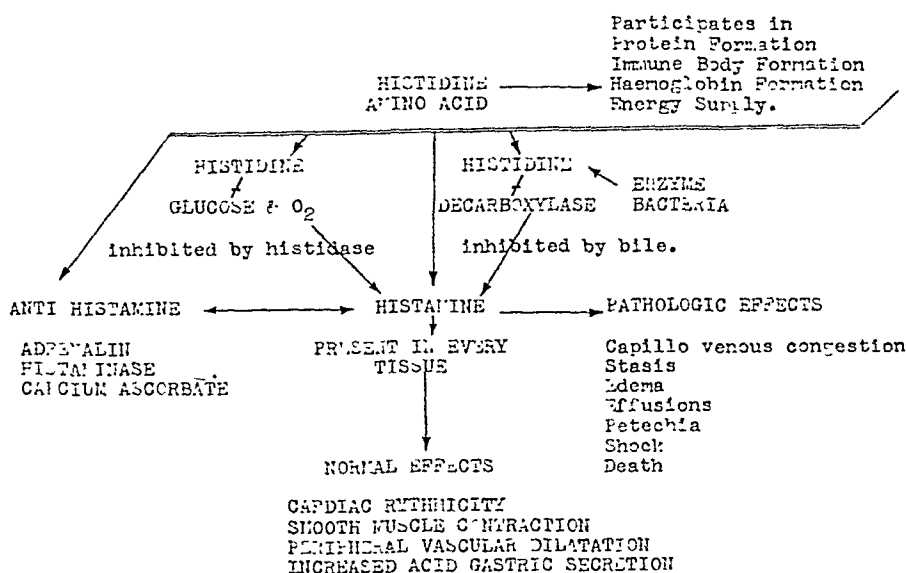 Participates in
Protein Formation
Immune Body Formation
HISTIDINE
AMINO ACID
Haemoglobin Formation
Energy Supply.
HISTIDINE
GLUCOSE & O2
inhibited by histidase
HISTIDINE
DECARBOXYLASE
ENZYME
BACTERIA
inhibited by bile.
ANTI HISTAMINE
ADRENALIN
HISTAMINASE
CALCIUM ASCORBATE.
HISTAMINE
PRESENT IN EVERY
TISSUE
NORMAL EFFECTS
CARDIAC RYTHMICITY
SMOOTH MUSCLE CONTRACTION
PERIPHERAL VASCULAR DILATATION
INCREASED ACID GASTRIC SECRETION
PATHOLOGIC EFFECTS
Capillo venous congestion
Stasis
Edema
Effusions
Petechia
Shock
Death